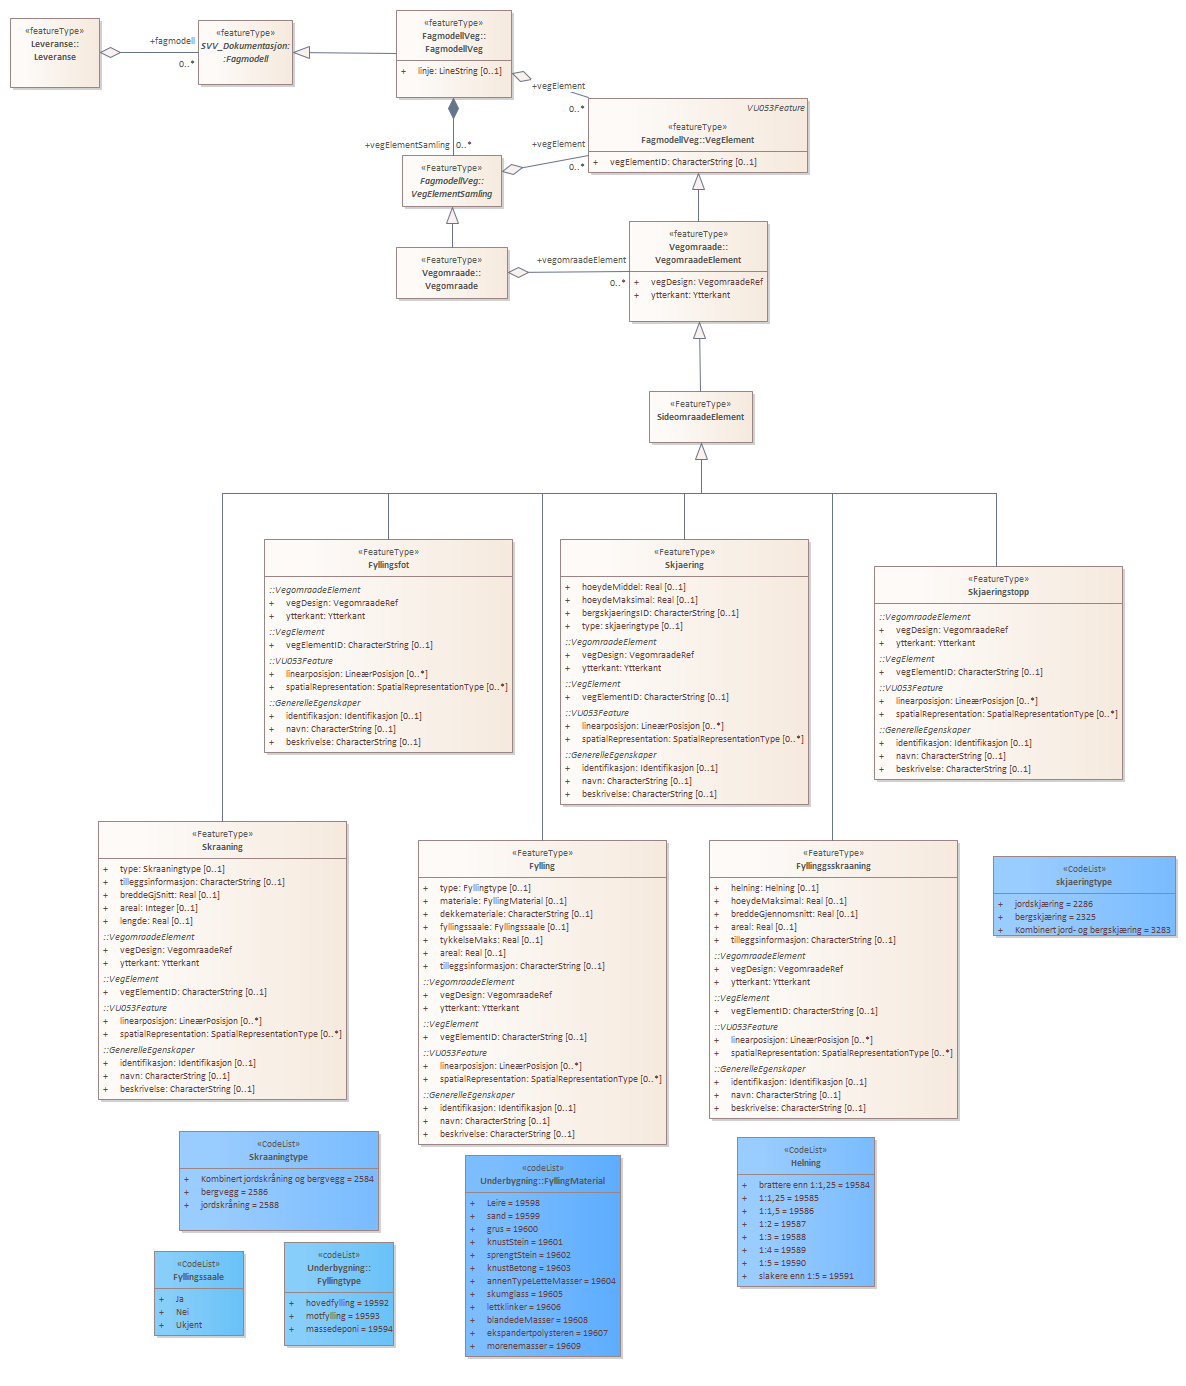 «featureType»
Leveranse::
Leveranse
+fagmodell
0..*
«featureType»
SVV_Dokumentasjon:
:Fagmodell
«featureType»
FagmodellVeg::
FagmodellVeg
+ linje: LineString [0..1]
+vegElement
0..*
VU053Feature
«featureType»
FagmodellVeg::VegElement
+ vegElementID: CharacterString [0..1]
+vegElementSamling 0..*
+vegElement
0..*
«FeatureType»
FagmodellVeg::
VegElementSamling
«FeatureType»
Vegomraade::
Vegomraade
+vegomraadeElement
0..*
«featureType»
Vegomraade::
VegomraadeElement
+ vegDesign: VegomraadeRef
+ ytterkant: Ytterkant
«FeatureType»
SideomraadeElement
«FeatureType»
Fyllingsfot
::VegomraadeElement
+ vegDesign: VegomraadeRef
+ ytterkant: Ytterkant
::VegElement
+ vegElementID: CharacterString [0..1]
::VU053Feature
+ linearposisjon: LineærPosisjon [0..*]
+ spatialRepresentation: SpatialRepresentationType [0..*]
::GenerelleEgenskaper
+ identifikasjon: Identifikasjon [0..1]
+ navn: CharacterString [0..1]
+ beskrivelse: CharacterString [0..1]
«FeatureType»
Skjaering
+ hoeydeMiddel: Real [0..1]
+ hoeydeMaksimal: Real [0..1]
+ bergskjaeringsID: CharacterString [0..1]
+ type: skjaeringtype [0..1]
::VegomraadeElement
+ vegDesign: VegomraadeRef
+ ytterkant: Ytterkant
::VegElement
+ vegElementID: CharacterString [0..1]
::VU053Feature
+ linearposisjon: LineærPosisjon [0..*]
+ spatialRepresentation: SpatialRepresentationType [0..*]
::GenerelleEgenskaper
+ identifikasjon: Identifikasjon [0..1]
+ navn: CharacterString [0..1]
+ beskrivelse: CharacterString [0..1]
«FeatureType»
Skjaeringstopp
::VegomraadeElement
+ vegDesign: VegomraadeRef
+ ytterkant: Ytterkant
::VegElement
+ vegElementID: CharacterString [0..1]
::VU053Feature
+ linearposisjon: LineærPosisjon [0..*]
+ spatialRepresentation: SpatialRepresentationType [0..*]
::GenerelleEgenskaper
+ identifikasjon: Identifikasjon [0..1]
+ navn: CharacterString [0..1]
+ beskrivelse: CharacterString [0..1]
«FeatureType»
Skraaning
+ type: Skraaningtype [0..1]
+ tilleggsinformasjon: CharacterString [0..1]
+ breddeGjSnitt: Real [0..1]
+ areal: Integer [0..1]
+ lengde: Real [0..1]
::VegomraadeElement
+ vegDesign: VegomraadeRef
+ ytterkant: Ytterkant
::VegElement
+ vegElementID: CharacterString [0..1]
::VU053Feature
+ linearposisjon: LineærPosisjon [0..*]
+ spatialRepresentation: SpatialRepresentationType [0..*]
::GenerelleEgenskaper
+ identifikasjon: Identifikasjon [0..1]
+ navn: CharacterString [0..1]
+ beskrivelse: CharacterString [0..1]
«FeatureType»
Fylling
+ type: Fyllingtype [0..1]
+ materiale: FyllingMaterial [0..1]
+ dekkemateriale: CharacterString [0..1]
+ fyllingssaale: Fyllingssaale [0..1]
+ tykkelseMaks: Real [0..1]
+ areal: Real [0..1]
+ tilleggsinformasjon: CharacterString [0..1]
::VegomraadeElement
+ vegDesign: VegomraadeRef
+ ytterkant: Ytterkant
::VegElement
+ vegElementID: CharacterString [0..1]
::VU053Feature
+ linearposisjon: LineærPosisjon [0..*]
+ spatialRepresentation: SpatialRepresentationType [0..*]
::GenerelleEgenskaper
+ identifikasjon: Identifikasjon [0..1]
+ navn: CharacterString [0..1]
+ beskrivelse: CharacterString [0..1]
«FeatureType»
Fyllinggsskraaning
+ helning: Helning [0..1]
+ hoeydeMaksimal: Real [0..1]
+ breddeGjennomsnitt: Real [0..1]
+ areal: Real [0..1]
+ tilleggsinformasjon: CharacterString [0..1]
::VegomraadeElement
+ vegDesign: VegomraadeRef
+ ytterkant: Ytterkant
::VegElement
+ vegElementID: CharacterString [0..1]
::VU053Feature
+ linearposisjon: LineærPosisjon [0..*]
+ spatialRepresentation: SpatialRepresentationType [0..*]
::GenerelleEgenskaper
+ identifikasjon: Identifikasjon [0..1]
+ navn: CharacterString [0..1]
+ beskrivelse: CharacterString [0..1]
«CodeList»
skjaeringtype
+ jordskjæring = 2286
+ bergskjæring = 2325
+ Kombinert jord- og bergskjæring = 3283
«CodeList»
Skraaningtype
+ Kombinert jordskråning og bergvegg = 2584
+ bergvegg = 2586
+ jordskråning = 2588
«CodeList»
Fyllingssaale
+ Ja
+ Nei
+ Ukjent
«codeList»
Underbygning::
Fyllingtype
+ hovedfylling = 19592
+ motfylling = 19593
+ massedeponi = 19594
«codeList»
Underbygning::FyllingMaterial
+ Leire = 19598
+ sand = 19599
+ grus = 19600
+ knustStein = 19601
+ sprengtStein = 19602
+ knustBetong = 19603
+ annenTypeLetteMasser = 19604
+ skumglass = 19605
+ lettklinker = 19606
+ blandedeMasser = 19608
+ ekspandertpolysteren = 19607
+ morenemasser = 19609
«CodeList»
Helning
+ brattere enn 1:1,25 = 19584
+ 1:1,25 = 19585
+ 1:1,5 = 19586
+ 1:2 = 19587
+ 1:3 = 19588
+ 1:4 = 19589
+ 1:5 = 19590
+ slakere enn 1:5 = 19591